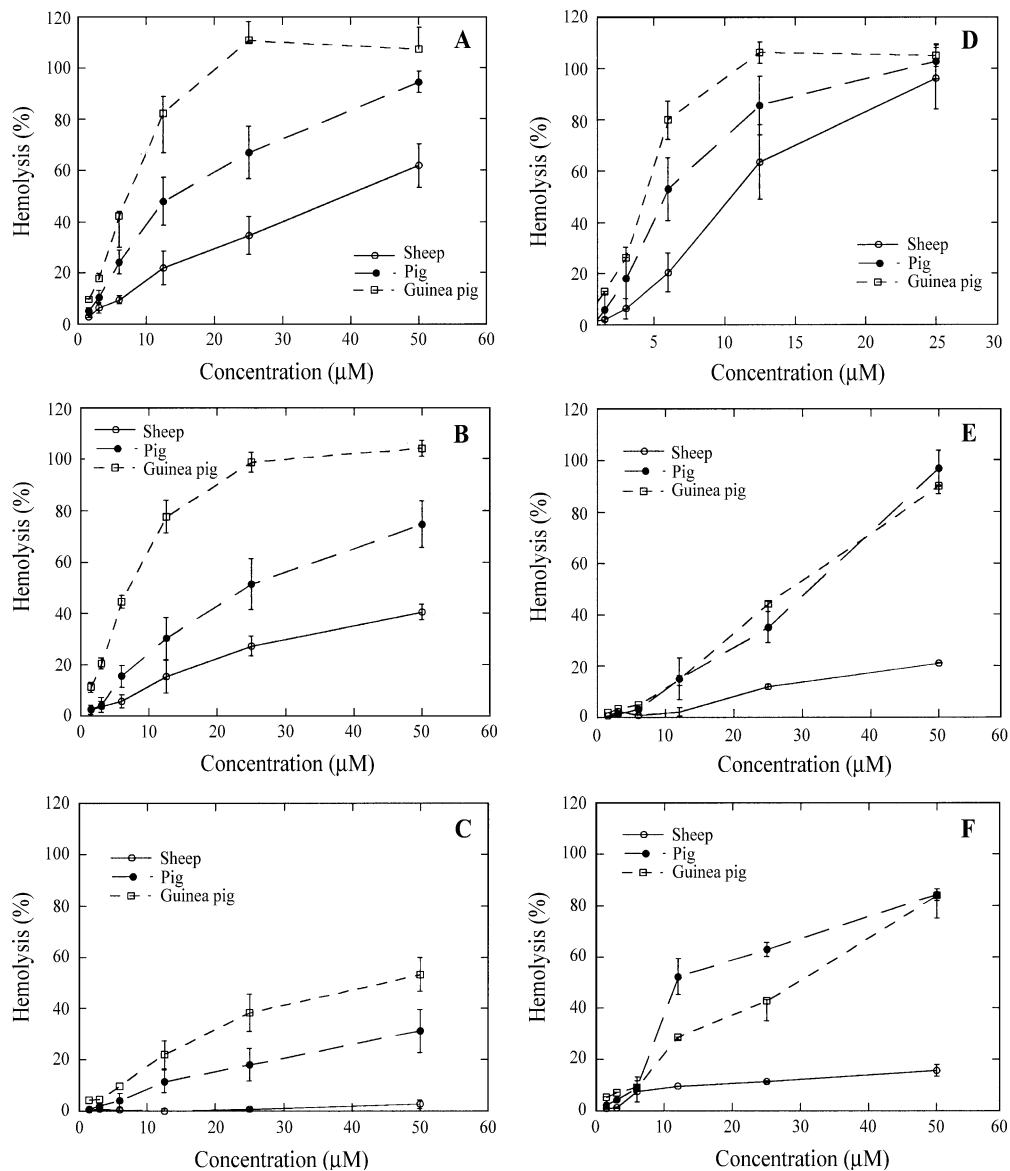 A
Hemolysis (%)
120
100
80
60
40
20
0
Sheep
Pig
Guinea pig
0 10 20 30 40 50 60
Concentration (µM)
D
Hemolysis (%)
120
100
80
60
40
20
0
Sheep
Pig
Guinea pig
5 10 15 20 25 30
Concentration (µM)
B
Hemolysis (%)
120
100
80
60
40
20
0
Sheep
Pig
Guinea pig
0 10 20 30 40 50 60
Concentration (µM)
E
Hemolysis (%)
120
100
80
60
40
20
0
Sheep
Pig
Guinea pig
0 10 20 30 40 50 60
Concentration (µM)
C
Hemolysis (%)
120
100
80
60
40
20
0
Sheep
Pig
Guinea pig
0 10 20 30 40 50 60
Concentration (µM)
F
Hemolysis (%)
120
100
80
60
40
20
0
Sheep
Pig
Guinea pig
0 10 20 30 40 50 60
Concentration (µM)